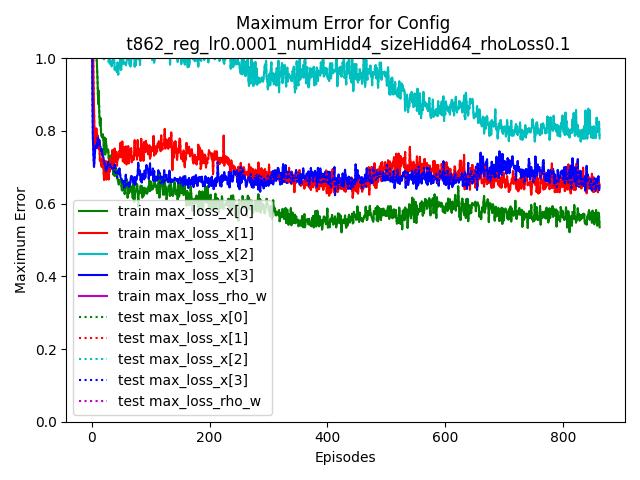 Maximum Error for Config
t862_reg_lr0.0001_numHidd4_sizeHidd64_rhoLoss0.1
1.0
0.8
0.6
0.4
0.2
0.0
Maximum Error
train max_loss_x[0]
train max_loss_x[1]
train max_loss_x[2]
train max_loss_x[3]
train max_loss_rho_w
test max_loss_x[0]
test max_loss_x[1]
test max_loss_x[2]
test max_loss_x[3]
test max_loss_rho_w
0 200 400 600 800
Episodes